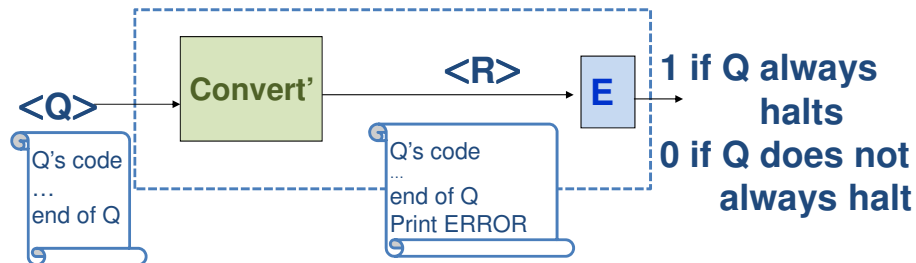 <Q>
Q's code
…
end of Q
Convert’
<R>
Q's code
…
end of Q
Print ERROR
E
1 if Q always
halts
0 if Q does not
always halt